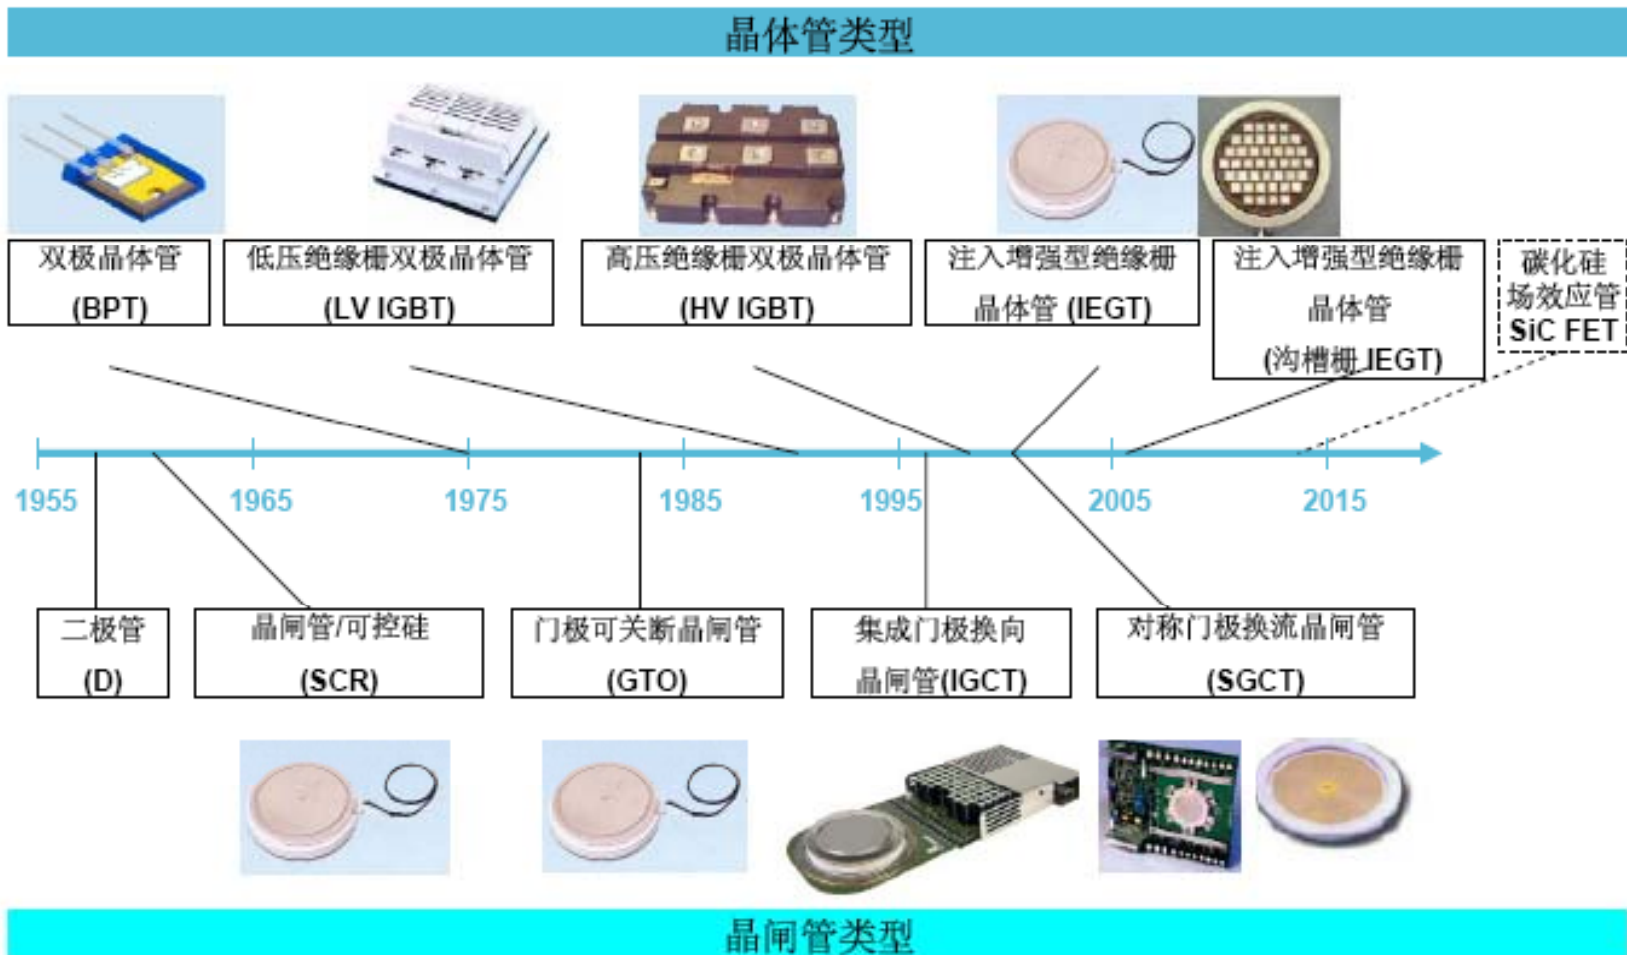 晶体管类型
双极晶体管
(BPT)
低压绝缘栅双极晶体管
(LV IGBT)
高压绝缘栅双极晶体管
(HV IGBT)
注入增强型绝缘栅
晶体管 (IEGT)
注入增强型绝缘栅
晶体管
(沟槽栅 IEGT)
碳化硅
场效应管
SiC FET
1955
1965
1975
1985
1995
2005
2015
二极管
(D)
晶闸管/可控硅
(SCR)
门极可关断晶闸管
(GTO)
集成门极换向
晶闸管(IGCT)
对称门极换流晶闸管
(SGCT)
晶闸管类型